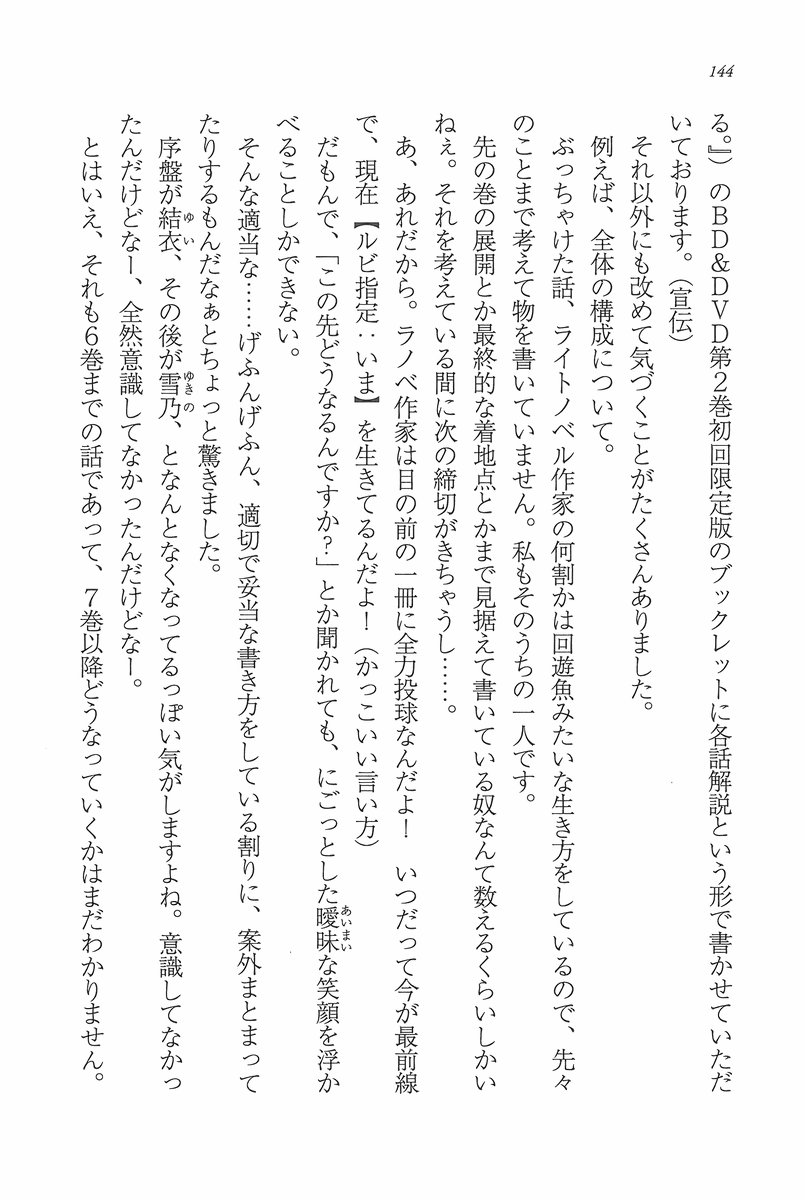 144
る。』）のＢＤ＆ＤＶＤ第２巻初回限定版のブックレットに各話解説という形で書かせていただ
いております。（宣伝）
それ以外にも改めて気づくことがたくさんありました。
例えば、全体の構成について。
ぶっちゃけた話、ライトノベル作家の何割かは回遊魚みたいな生き方をしているので、先々
のことまで考えて物を書いていません。私もそのうちの一人です。
先の巻の展開とか最終的な着地点とかまで見据えて書いている奴なんて数えるくらいしかい
ねぇ。それを考えている間に次の締切がきちゃうし……。
あ、あれだから。ラノベ作家は目の前の一冊に全力投球なんだよ！　いつだって今が最前線
で、現在【ルビ指定：いま】を生きてるんだよ！（かっこいい言い方）
だもんで、「この先どうなるんですか？」とか聞かれても、にごっとした曖昧な笑顔を浮か
あいまい
べることしかできない。
そんな適当な……げふんげふん、適切で妥当な書き方をしている割りに、案外まとまって
たりするもんだなぁとちょっと驚きました。
序盤が結衣、その後が雪乃、となんとなくなってるっぽい気がしますよね。意識してなかっ
ゆい
ゆきの
たんだけどなー、全然意識してなかったんだけどなー。
とはいえ、それも６巻までの話であって、７巻以降どうなっていくかはまだわかりません。